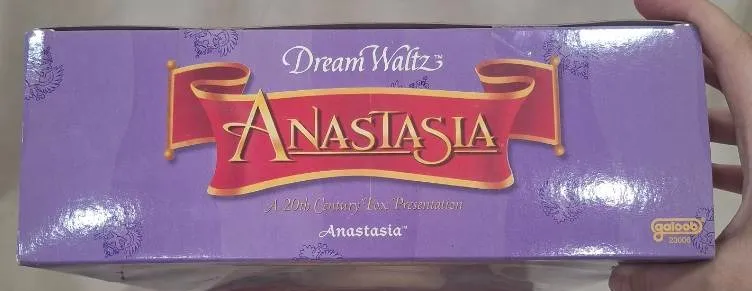 Dream Waltz™
ANASTASIA
A 20th Century Fox Presentation
Anastasia™
galoob
23006